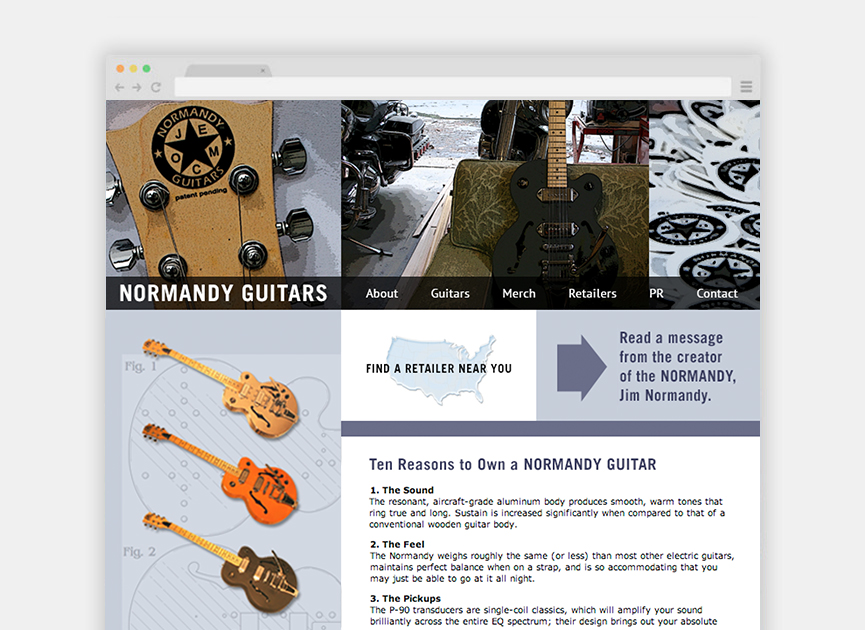 NORMANDY
JEM
OCM
GUITARS
patent pending
NORMANDY GUITARS
About Guitars Merch Retailers PR Contact
Fig. 1
Fig. 2
FIND A RETAILER NEAR YOU
Read a message
from the creator
of the NORMANDY,
Jim Normandy.
Ten Reasons to Own a NORMANDY GUITAR
1. The Sound
The resonant, aircraft-grade aluminum body produces smooth, warm tones that
ring true and long. Sustain is increased significantly when compared to that of a
conventional wooden guitar body.
2. The Feel
The Normandy weighs roughly the same (or less) than most other electric guitars,
maintains perfect balance when on a strap, and is so accommodating that you
may just be able to go at it all night.
3. The Pickups
The P-90 transducers are single-coil classics, which will amplify your sound
brilliantly across the entire EQ spectrum; their design brings out your absolute